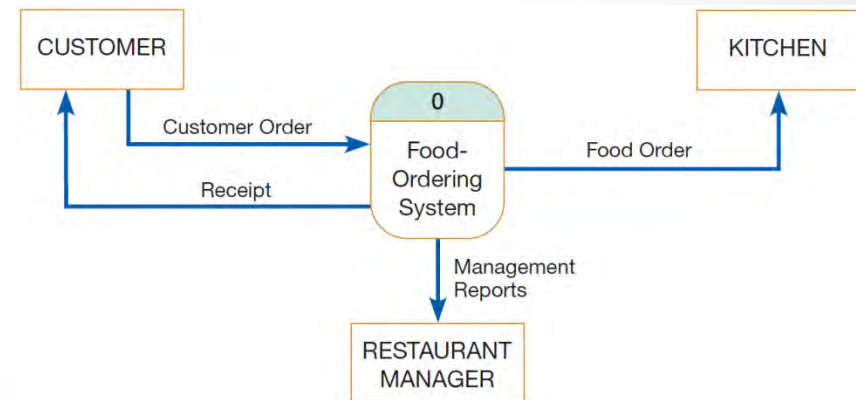 CUSTOMER
KITCHEN
0
Customer Order
Food-
Ordering
System
Food Order
Receipt
Management
Reports
RESTAURANT
MANAGER